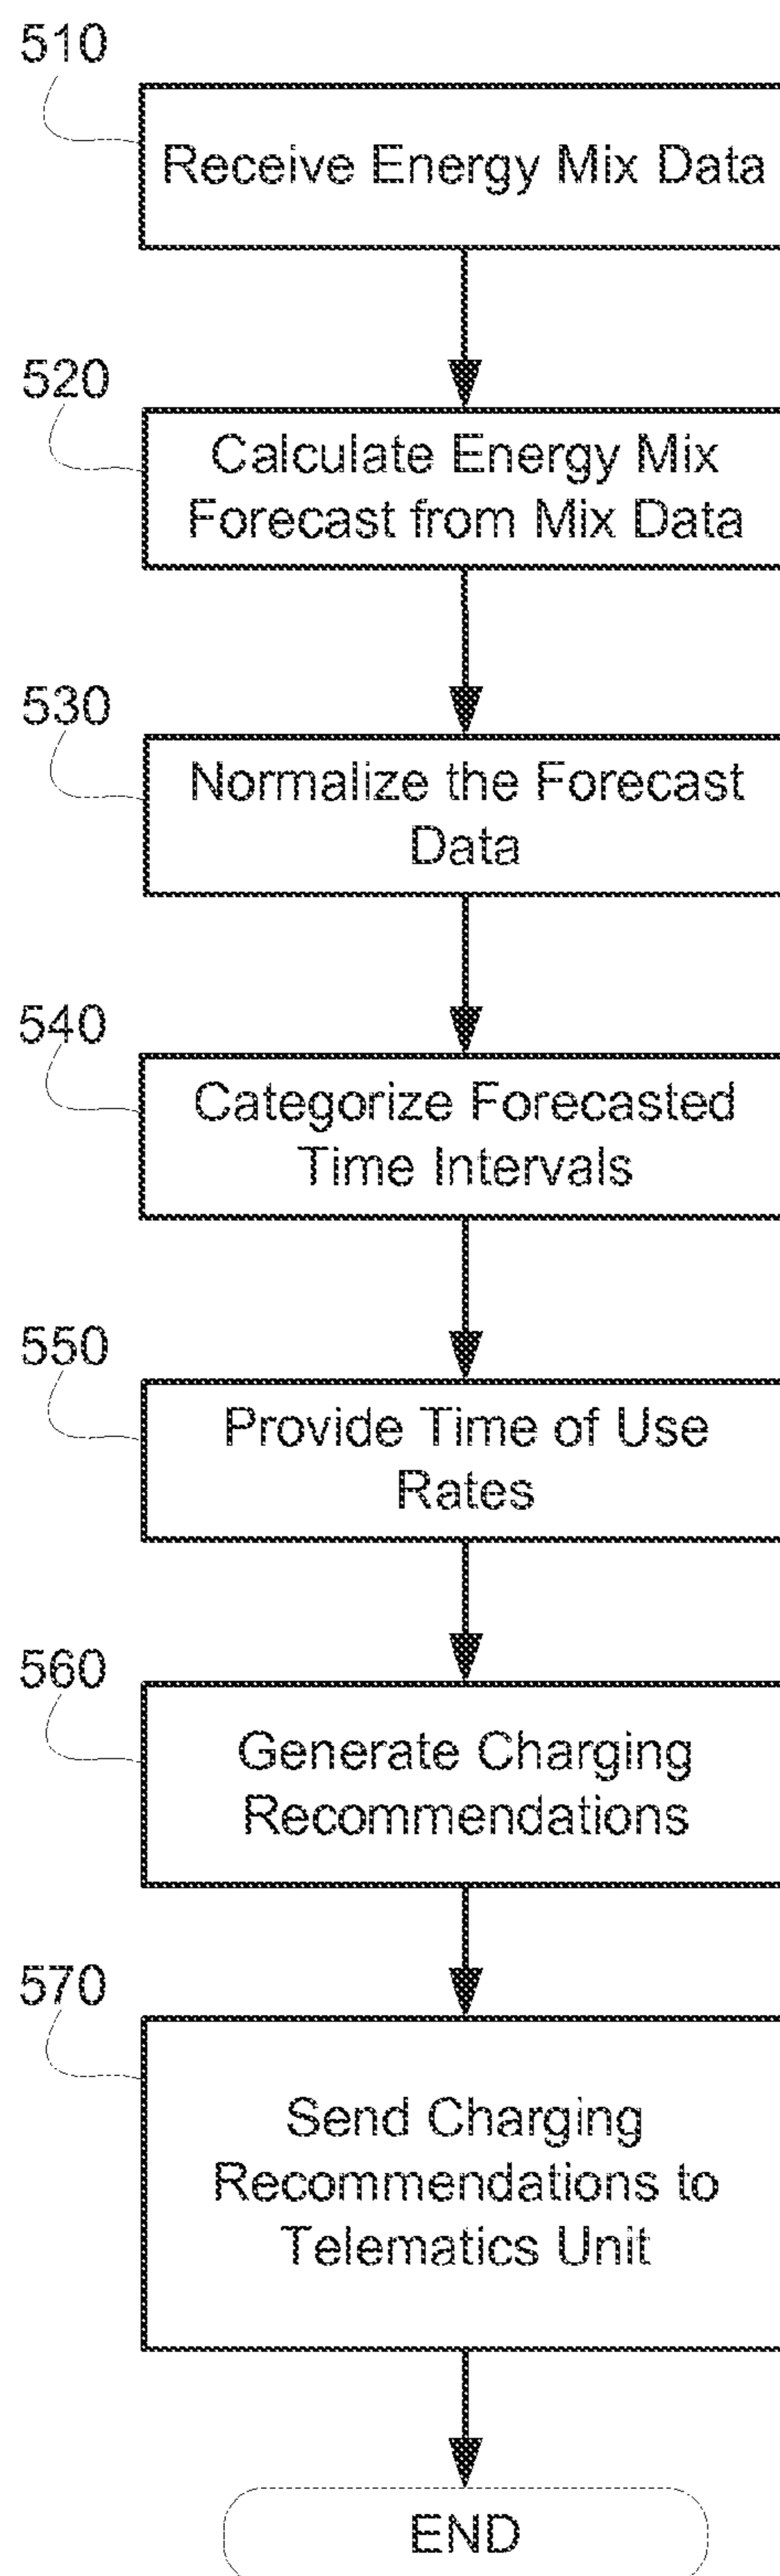 510
Receive Energy Mix Data
520
Calculate Energy Mix
Forecast from Mix Data
530
Normalize the Forecast
Data
540
Categorize Forecasted
Time Intervals
550
Provide Time of Use
Rates
560
Generate Charging
Recommendations
570
Send Charging
Recommendations to
Telematics Unit
END